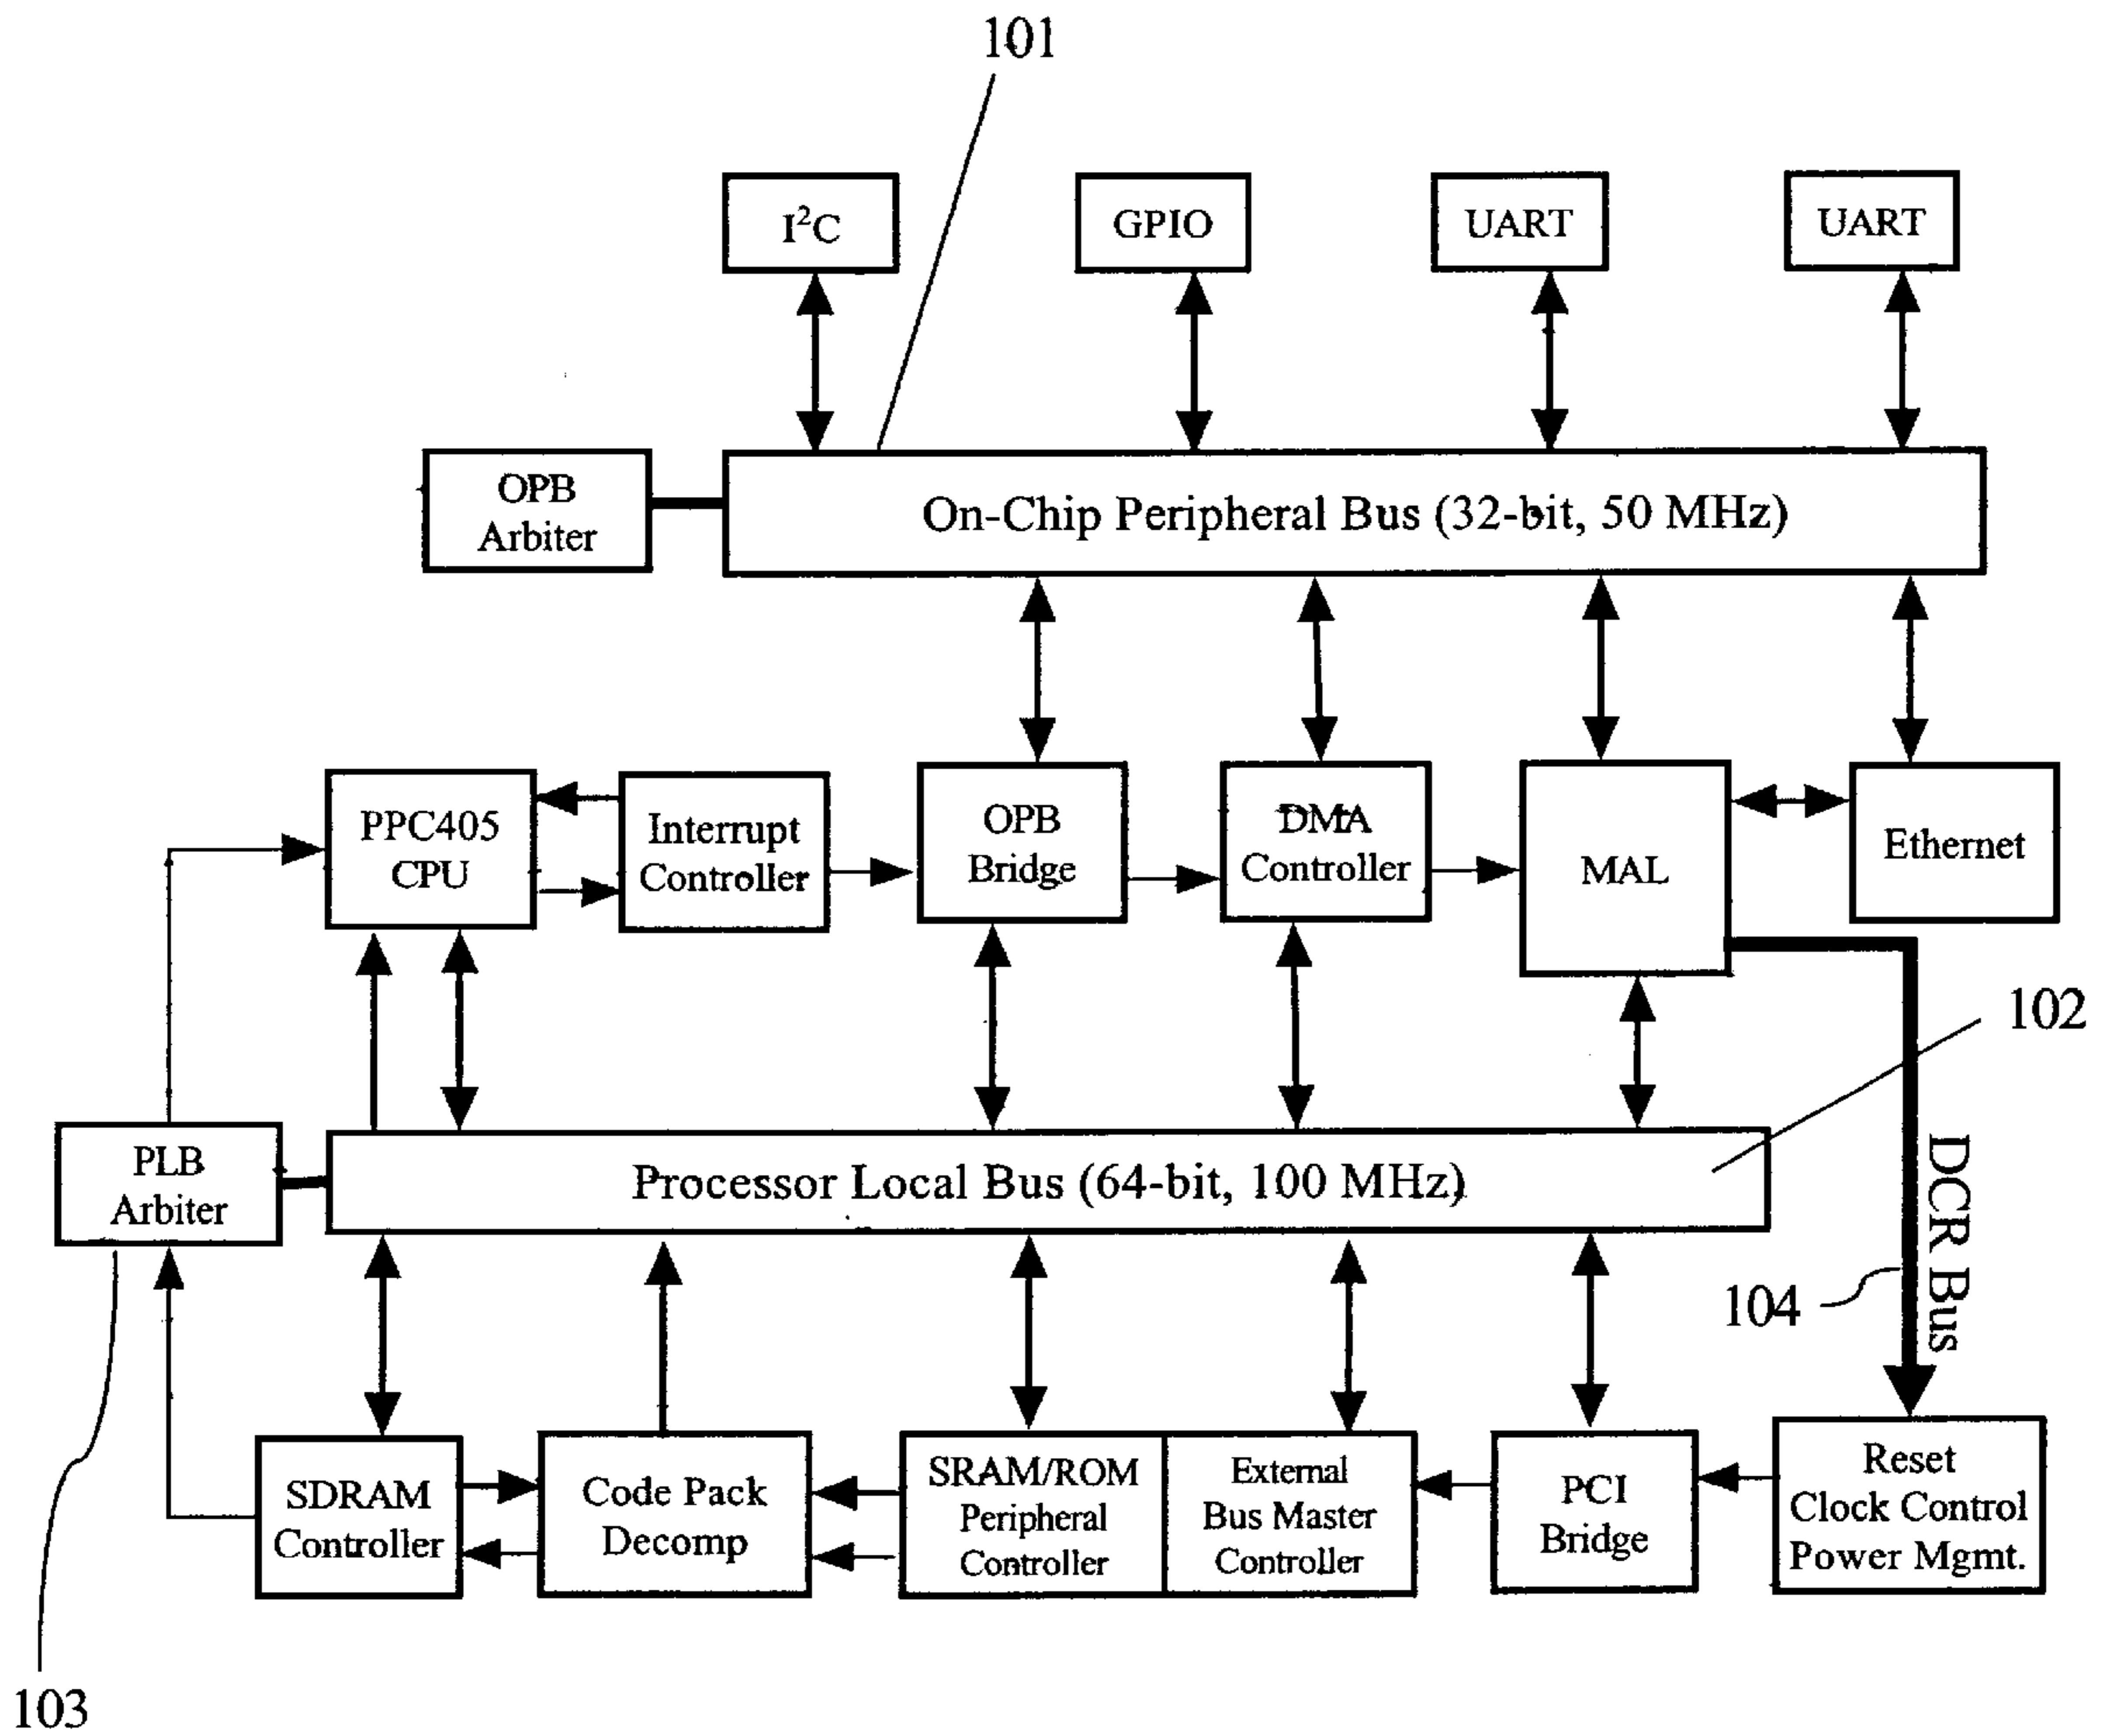 101
I²C
GPIO
UART
UART
OPB
Arbiter
On-Chip Peripheral Bus (32-bit, 50 MHz)
PPC405
CPU
Interrupt
Controller
OPB
Bridge
DMA
Controller
MAL
Ethernet
102
PLB
Arbiter
Processor Local Bus (64-bit, 100 MHz)
DCR Bus
104
SDRAM
Controller
Code Pack
Decomp
SRAM/ROM
Peripheral
Controller
External
Bus Master
Controller
PCI
Bridge
Reset
Clock Control
Power Mgmt.
103